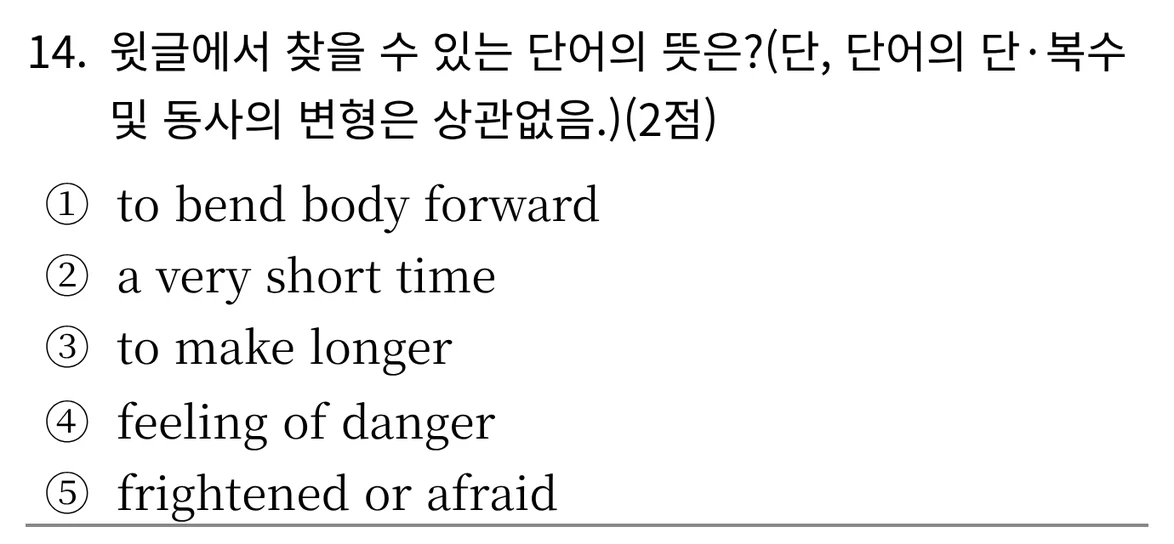 14. 윗글에서 찾을 수 있는 단어의 뜻은?(단, 단어의 단·복수
및 동사의 변형은 상관없음.)(2점)
① to bend body forward
② a very short time
③ to make longer
④ feeling of danger
⑤ frightened or afraid